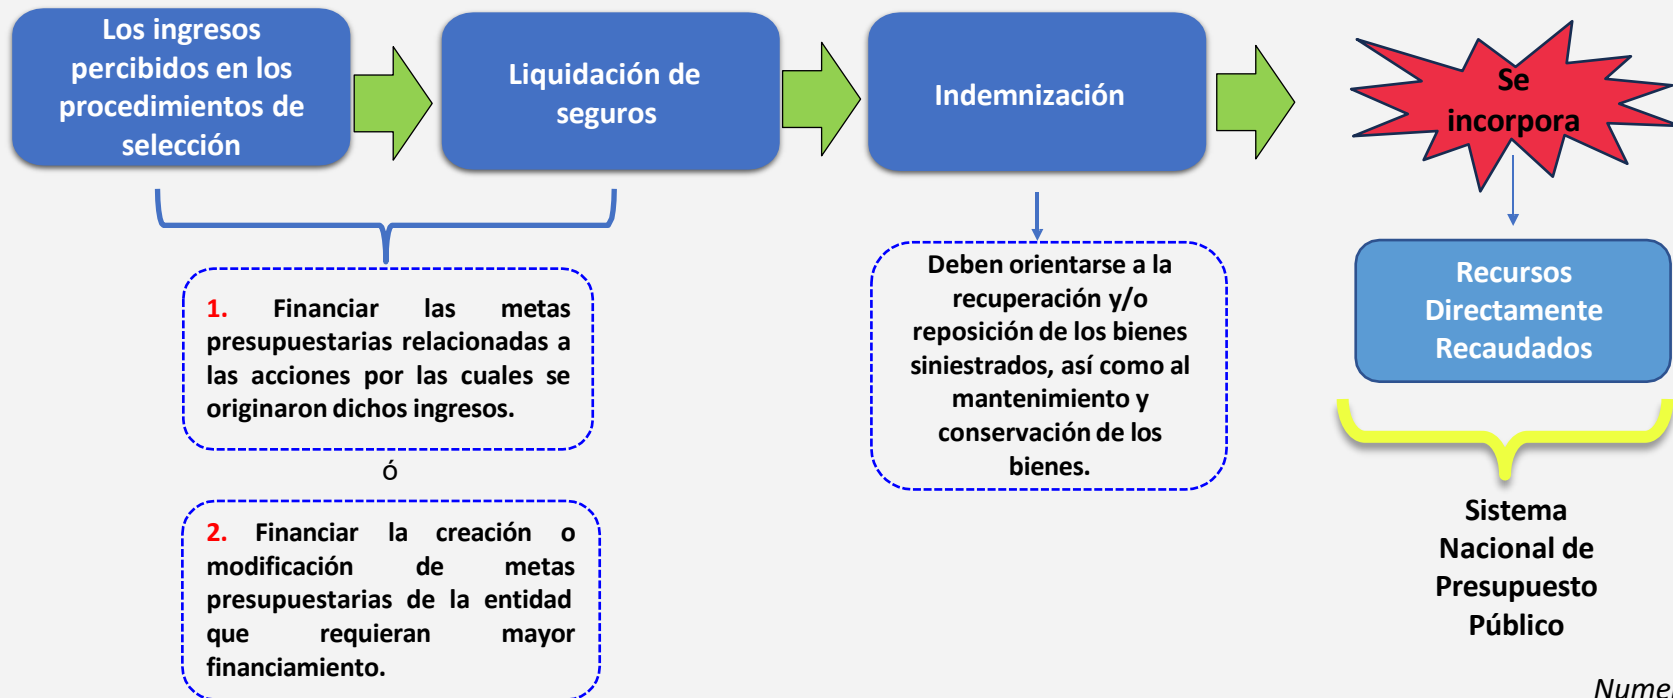 Los ingresos
percibidos en los
procedimientos de
selección
Liquidación de
seguros
Indemnización
Se
incorpora
1. Financiar las metas
presupuestarias relacionadas a
las acciones por las cuales se
originaron dichos ingresos.
Ó
2. Financiar la creación o
modificación de metas
presupuestarias de la entidad
que requieran mayor
financiamiento.
Deben orientarse a la
recuperación y/o
reposición de los bienes
siniestrados, así como al
mantenimiento y
conservación de los
bienes.
Recursos
Directamente
Recaudados
Sistema
Nacional de
Presupuesto
Público